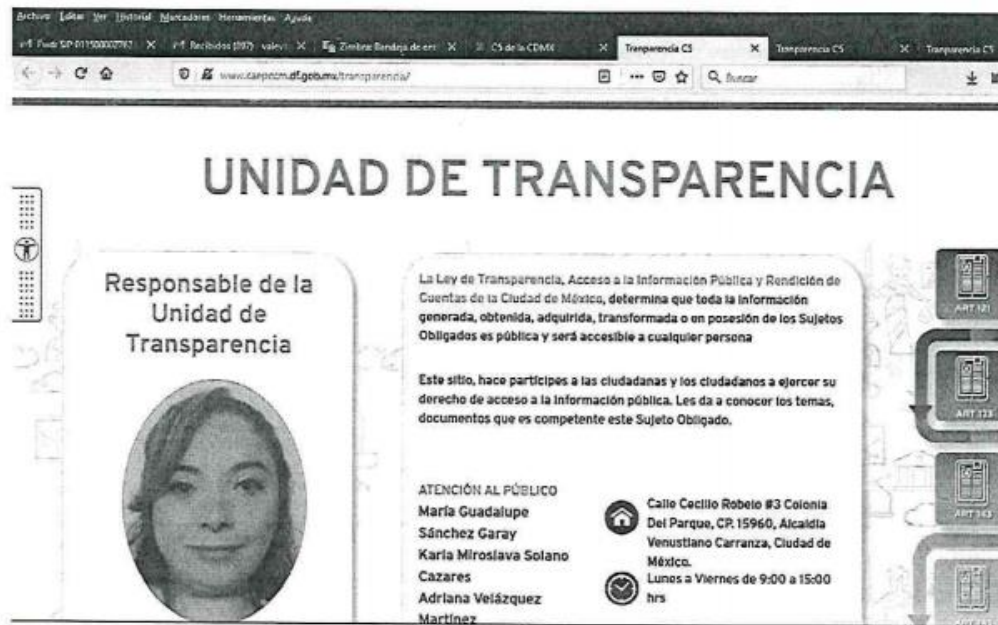 Archivo Editar Ver Historial Marcadores Herramientas Ayuda
Recibidos
Zimbra: Bandeja de
C5 de la CDMX
Transparencia C5
Transparencia C5
Transparencia C5
Buscar
UNIDAD DE TRANSPARENCIA
Responsable de la
Unidad de
Transparencia
La Ley de Transparencia, Acceso a la Información Pública y Rendición de
Cuentas de la Ciudad de México, determina que toda la información
generada, obtenida, adquirida, transformada o en posesión de los Sujetos
Obligados es pública y será accesible a cualquier persona
Este sitio, hace partícipes a las ciudadanas y los ciudadanos a ejercer su
derecho de acceso a la información pública. Les da a conocer los temas,
documentos que es competente este Sujeto Obligado.
ATENCIÓN AL PÚBLICO
María Guadalupe
Sánchez Garay
Karla Miroslava Solano
Cazares
Adriana Velázquez
Martínez
Calle Cecilio Robelo #3 Colonia
Del Parque, CP. 15960, Alcaldía
Venustiano Carranza, Ciudad de
México.
Lunes a Viernes de 9:00 a 15:00
hrs
ART 121
ART 123
ART 143